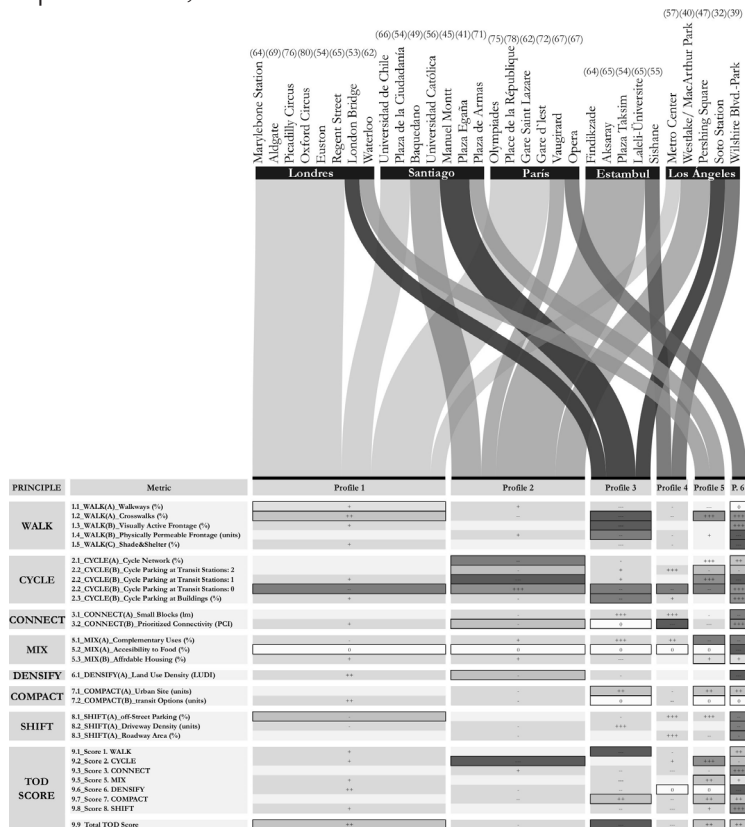 (64)(69)(76)(80)(54)(65)(53)(62)
(66)(54)(49)(56)(45)(41)(71)
(75)(78)(62)(72)(67)(67)
(64)(65)(54)(65)(55)
(57)(40)(47)(32)(39)
Marylebone Station
Aldgate
Picadilly Circus
Oxford Circus
Euston
Regent Street
London Bridge
Waterloo
Universidad de Chile
Plaza de la Ciudadanía
Baquedano
Universidad Católica
Manuel Montt
Plaza Egaña
Plaza de Armas
Olympiades
Place de la République
Gare Saint Lazare
Gare d'lest
Vaugirard
Opera
Findikzade
Aksaray
Plaza Taksim
Laleli-Üniversite
Sishane
Metro Center
Westlake/ MacArthur Park
Pershing Square
Soto Station
Wilshire Blvd.-Park
Londres Santiago París Estambul Los Ángeles
PRINCIPLE Metric Profile 1 Profile 2 Profile 3 Profile 4 Profile 5 P. 6
WALK
1.1_WALK(A)_Walkways (%)
1.2_WALK(A)_Crosswalks (%)
1.3_WALK(B)_Visually Active Frontage (%)
1.4_WALK(B)_Physically Permeable Frontage (units)
1.5_WALK(C)_Shade&Shelter (%)
CYCLE
2.1_CYCLE(A)_Cycle Network (%)
2.2_CYCLE(B)_Cycle Parking at Transit Stations: 2
2.2_CYCLE(B)_Cycle Parking at Transit Stations: 1
2.2_CYCLE(B)_Cycle Parking at Transit Stations: 0
2.3_CYCLE(B)_Cycle Parking at Buildings (%)
CONNECT
3.1_CONNECT(A)_Small Blocks (lm)
3.2_CONNECT(B)_Prioritized Connectivity (PCI)
MIX
5.1_MIX(A)_Complementary Uses (%)
5.2_MIX(A)_Accesibility to Food (%)
5.3_MIX(B)_Affrdable Housing (%)
DENSIFY
6.1_DENSIFY(A)_Land Use Density (LUDI)
COMPACT
7.1_COMPACT(A)_Urban Site (units)
7.2_COMPACT(B)_transit Options (units)
SHIFT
8.1_SHIFT(A)_off-Street Parking (%)
8.2_SHIFT(A)_Driveway Density (units)
8.3_SHIFT(A)_Roadway Area (%)
TOD SCORE
9.1_Score 1. WALK
9.2_Score 2. CYCLE
9.3_Score 3. CONNECT
9.5_Score 5. MIX
9.6_Score 6. DENSIFY
9.7_Score 7. COMPACT
9.8_Score 8. SHIFT
9.9_Total TOD Score